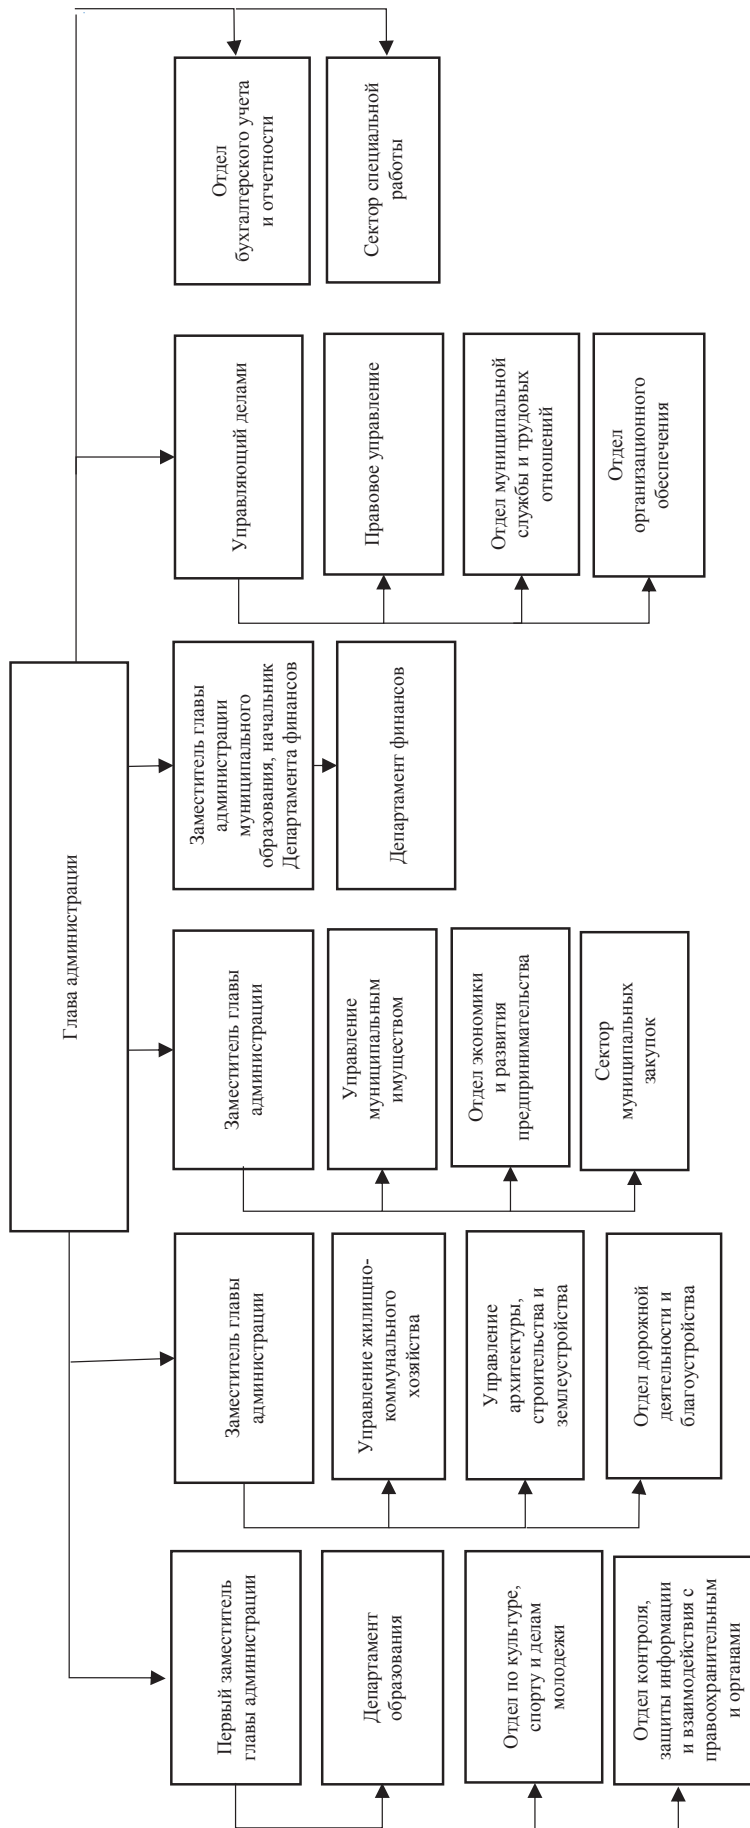 Глава администрации
Первый заместитель
главы администрации
Департамент
образования
Отдел по культуре,
спорту и делам
молодежи
Отдел контроля,
защиты информации
и взаимодействия с
правоохранительным
и органами
Заместитель главы
администрации
Управление жилищно-
коммунального
хозяйства
Управление
архитектуры,
строительства и
землеустройства
Отдел дорожной
деятельности и
благоустройства
Заместитель главы
администрации
Управление
муниципальным
имуществом
Отдел экономики
и развития
предпринимательства
Сектор
муниципальных
закупок
Заместитель главы
администрации
муниципального
образования, начальник
Департамента финансов
Департамент финансов
Управляющий делами
Правовое управление
Отдел муниципальной
службы и трудовых
отношений
Отдел
организационного
обеспечения
Отдел
бухгалтерского учета
и отчетности
Сектор специальной
работы